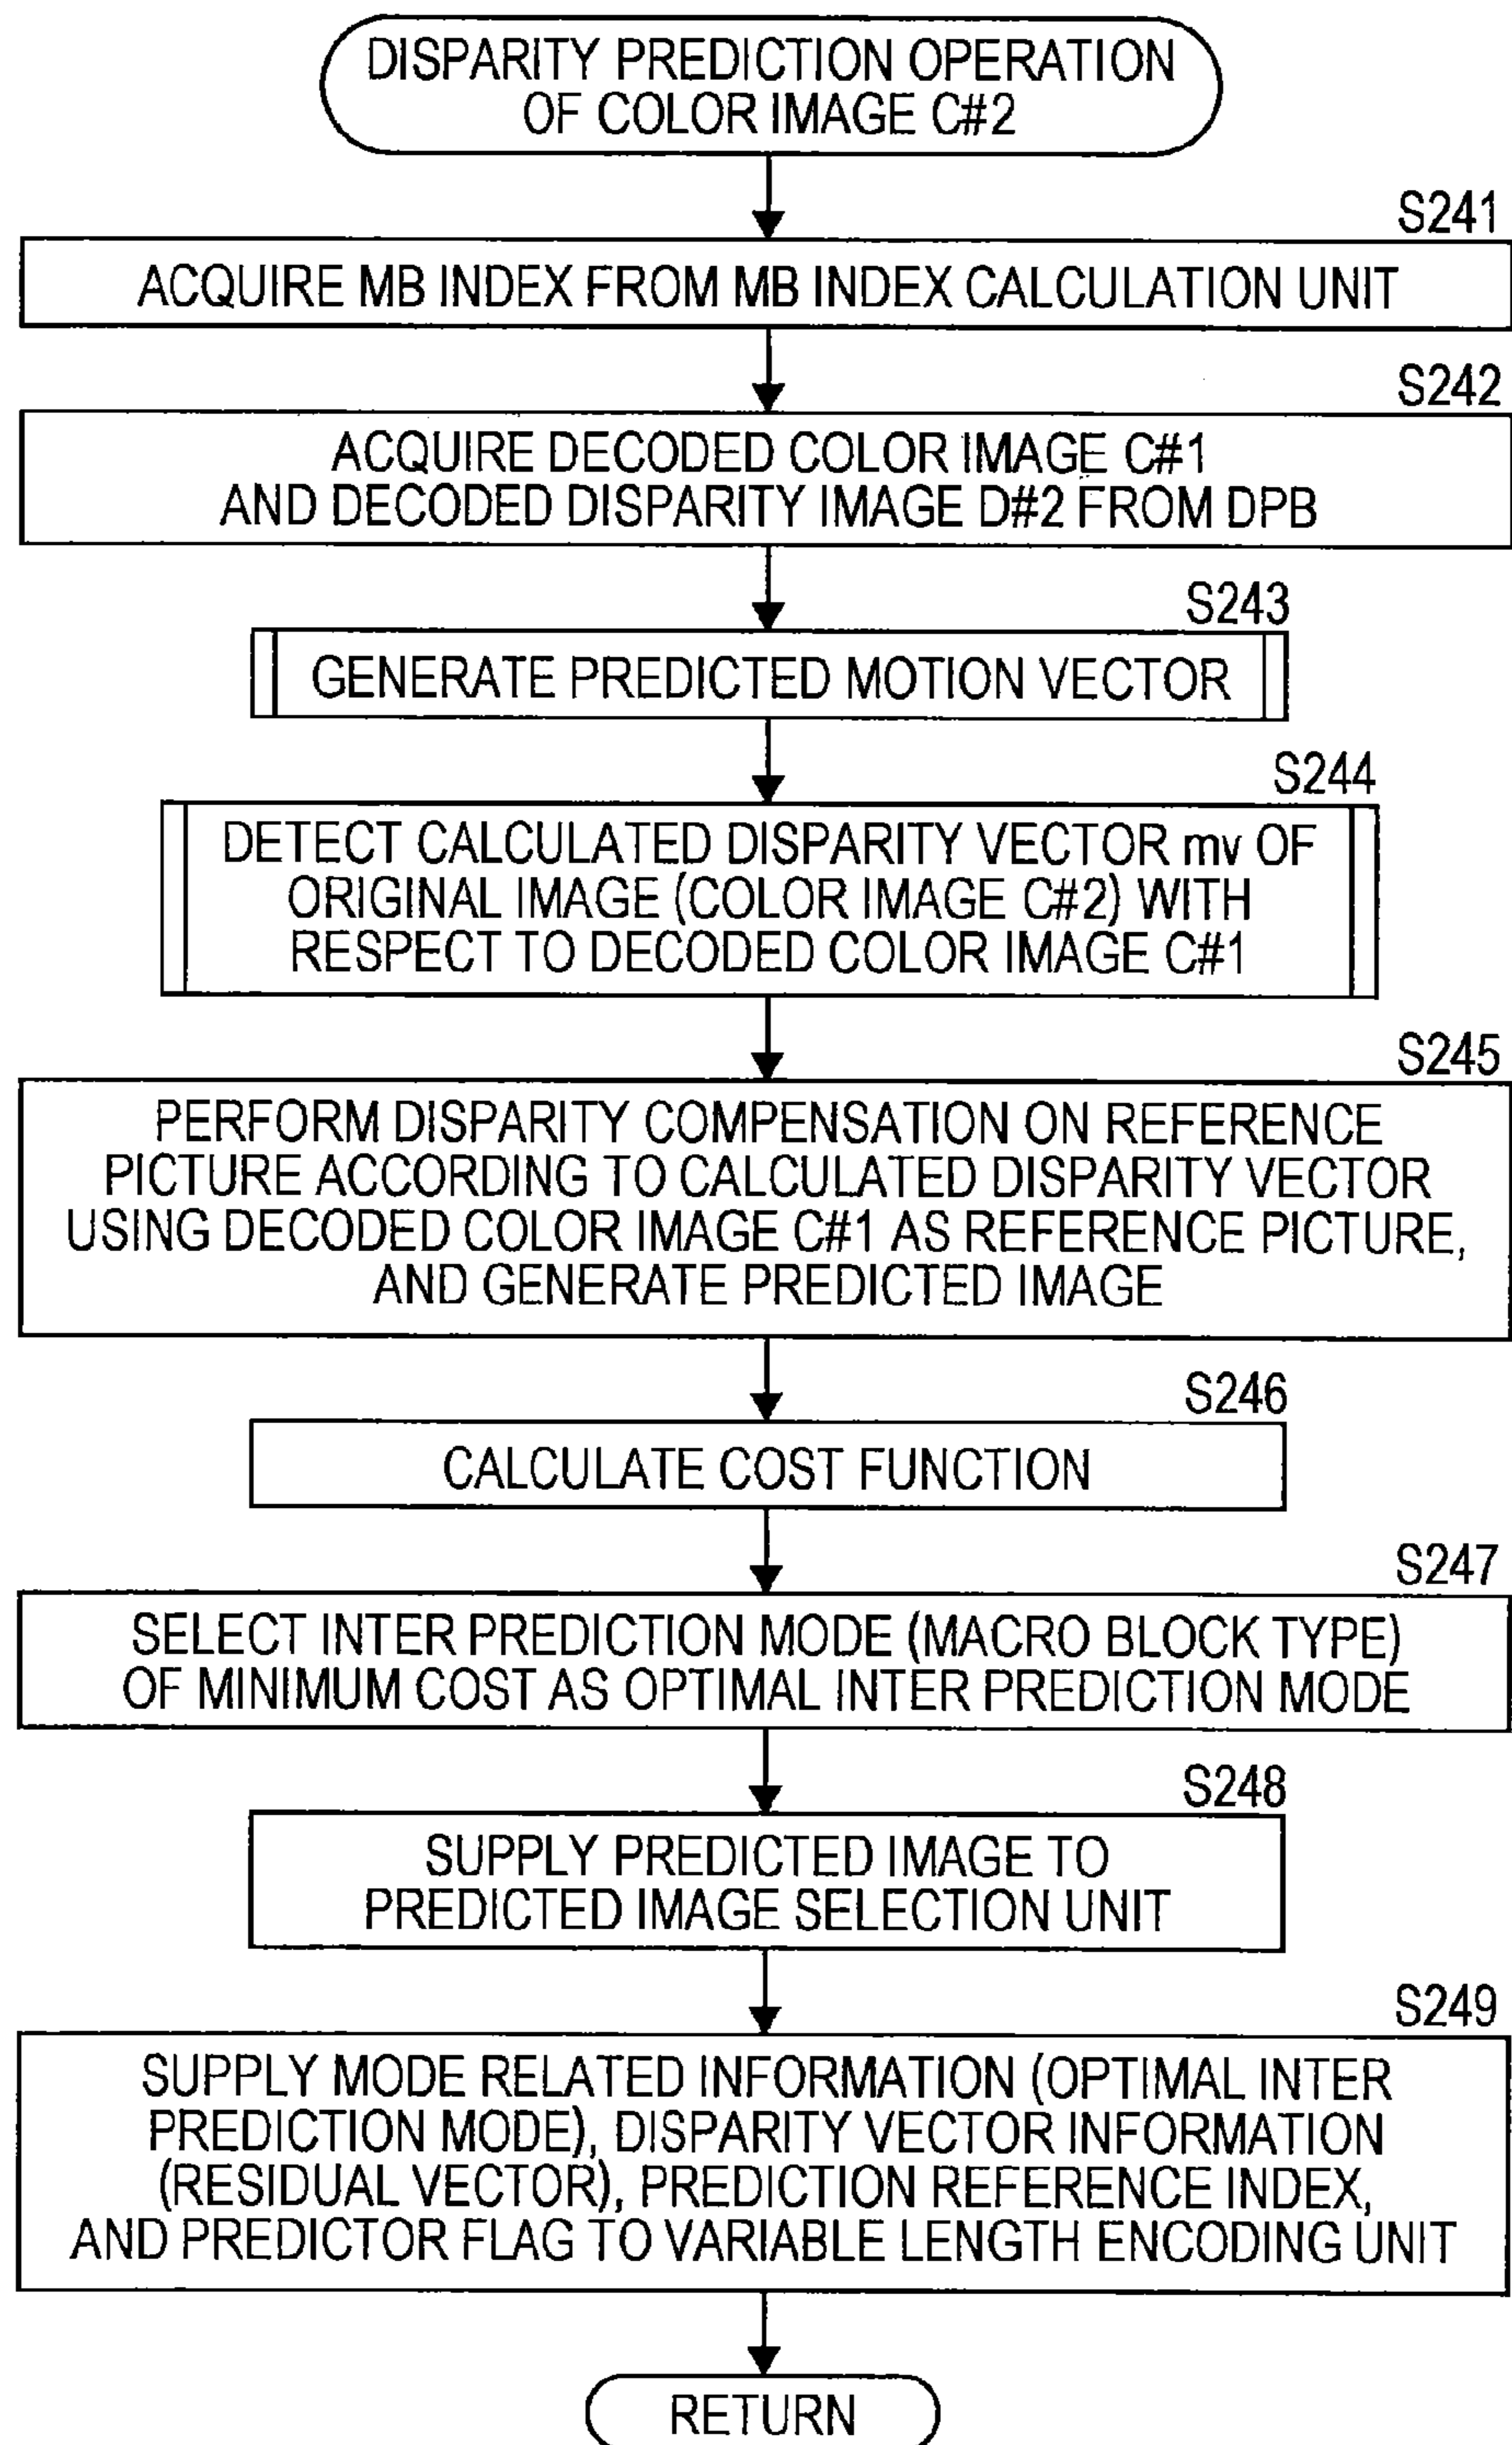 DISPARITY PREDICTION OPERATION
OF COLOR IMAGE C#2
S241
ACQUIRE MB INDEX FROM MB INDEX CALCULATION UNIT
S242
ACQUIRE DECODED COLOR IMAGE C#1
AND DECODED DISPARITY IMAGE D#2 FROM DPB
S243
GENERATE PREDICTED MOTION VECTOR
S244
DETECT CALCULATED DISPARITY VECTOR mv OF
ORIGINAL IMAGE (COLOR IMAGE C#2) WITH
RESPECT TO DECODED COLOR IMAGE C#1
S245
PERFORM DISPARITY COMPENSATION ON REFERENCE
PICTURE ACCORDING TO CALCULATED DISPARITY VECTOR
USING DECODED COLOR IMAGE C#1 AS REFERENCE PICTURE,
AND GENERATE PREDICTED IMAGE
S246
CALCULATE COST FUNCTION
S247
SELECT INTER PREDICTION MODE (MACRO BLOCK TYPE)
OF MINIMUM COST AS OPTIMAL INTER PREDICTION MODE
S248
SUPPLY PREDICTED IMAGE TO
PREDICTED IMAGE SELECTION UNIT
S249
SUPPLY MODE RELATED INFORMATION (OPTIMAL INTER
PREDICTION MODE), DISPARITY VECTOR INFORMATION
(RESIDUAL VECTOR), PREDICTION REFERENCE INDEX,
AND PREDICTOR FLAG TO VARIABLE LENGTH ENCODING UNIT
RETURN